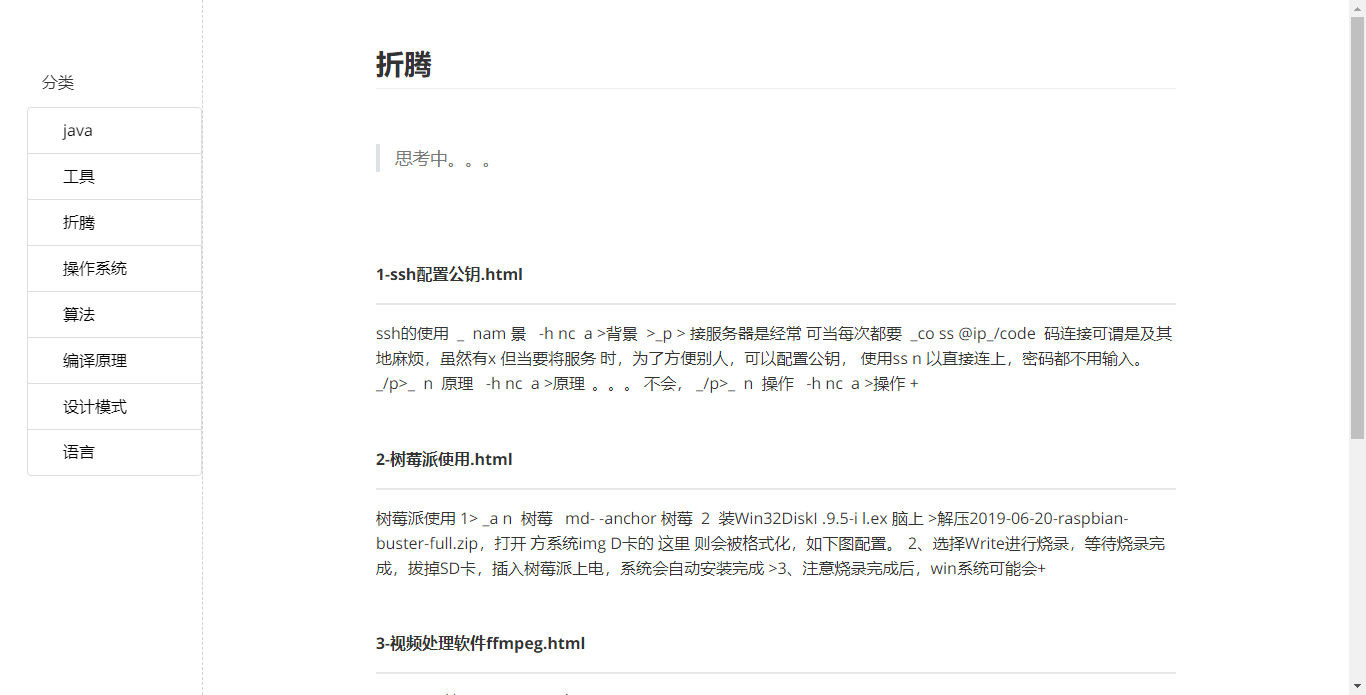 分类
java
工具
折腾
操作系统
算法
编译原理
设计模式
语言
折腾
思考中。。。
1-ssh配置公钥.html
ssh的使用 _ nam 景 -h nc a >背景 >_p > 接服务器是经常 可当每次都要 _co ss @ip_/code 码连接可谓是及其
地麻烦，虽然有x 但当要将服务 时，为了方便别人，可以配置公钥， 使用ss n 以直接连上，密码都不用输入。
_/p>_ n 原理 -h nc a >原理 。。。 不会， _/p>_ n 操作 -h nc a >操作 +
2-树莓派使用.html
树莓派使用 1> _a n 树莓 md- -anchor 树莓 2 装Win32DiskI .9.5-i l.ex 脑上 >解压2019-06-20-raspbian-
buster-full.zip，打开 方系统img D卡的 这里 则会被格式化，如下图配置。 2、选择Write进行烧录，等待烧录完
成，拔掉SD卡，插入树莓派上电，系统会自动安装完成 >3、注意烧录完成后，win系统可能会+
3-视频处理软件ffmpeg.html